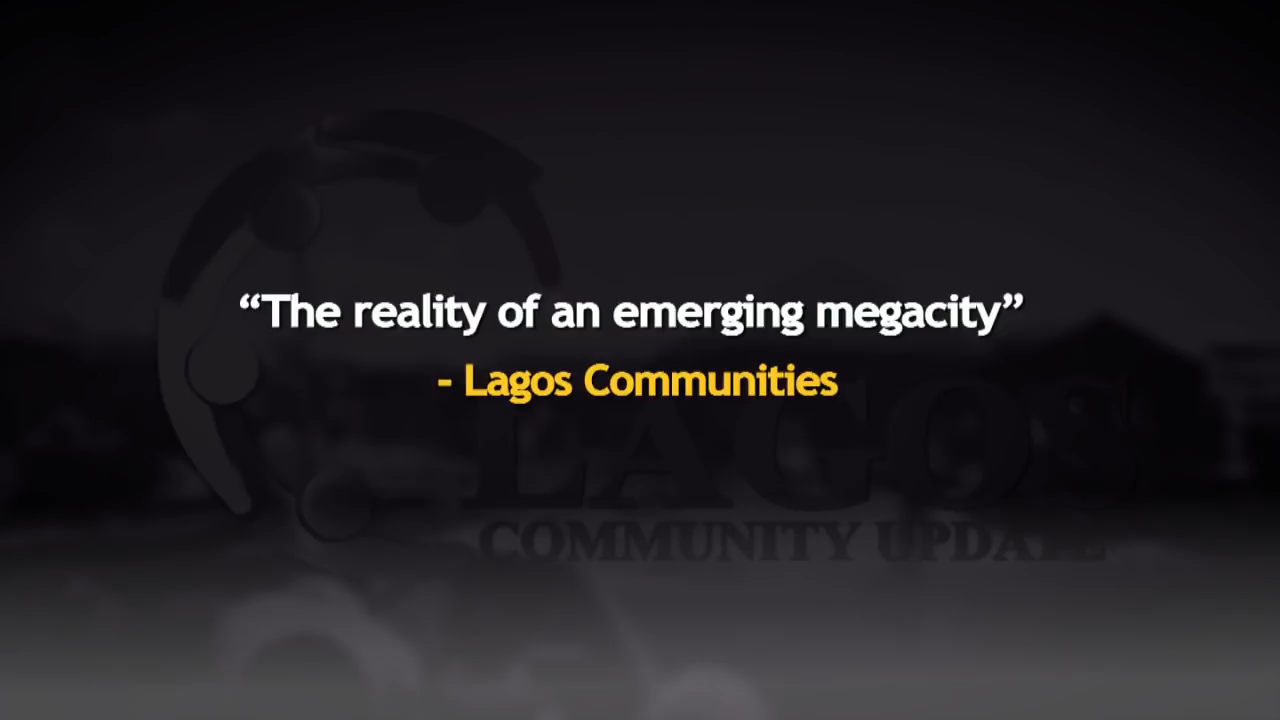 “The reality of an emerging megacity”
- Lagos Communities
LAGOS
COMMUNITY UPDATE